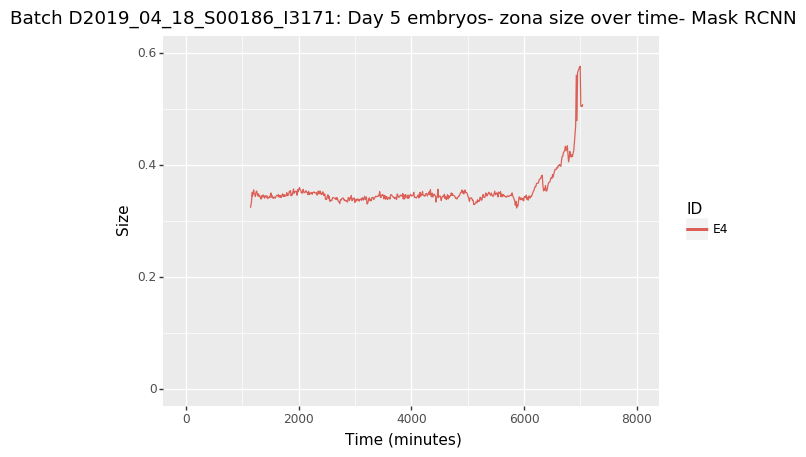 Batch D2019_04_18_S00186_I3171: Day 5 embryos- zona size over time- Mask RCNN
0.6
0.4
0.2
0
Size
0 2000 4000 6000 8000
Time (minutes)
ID
E4